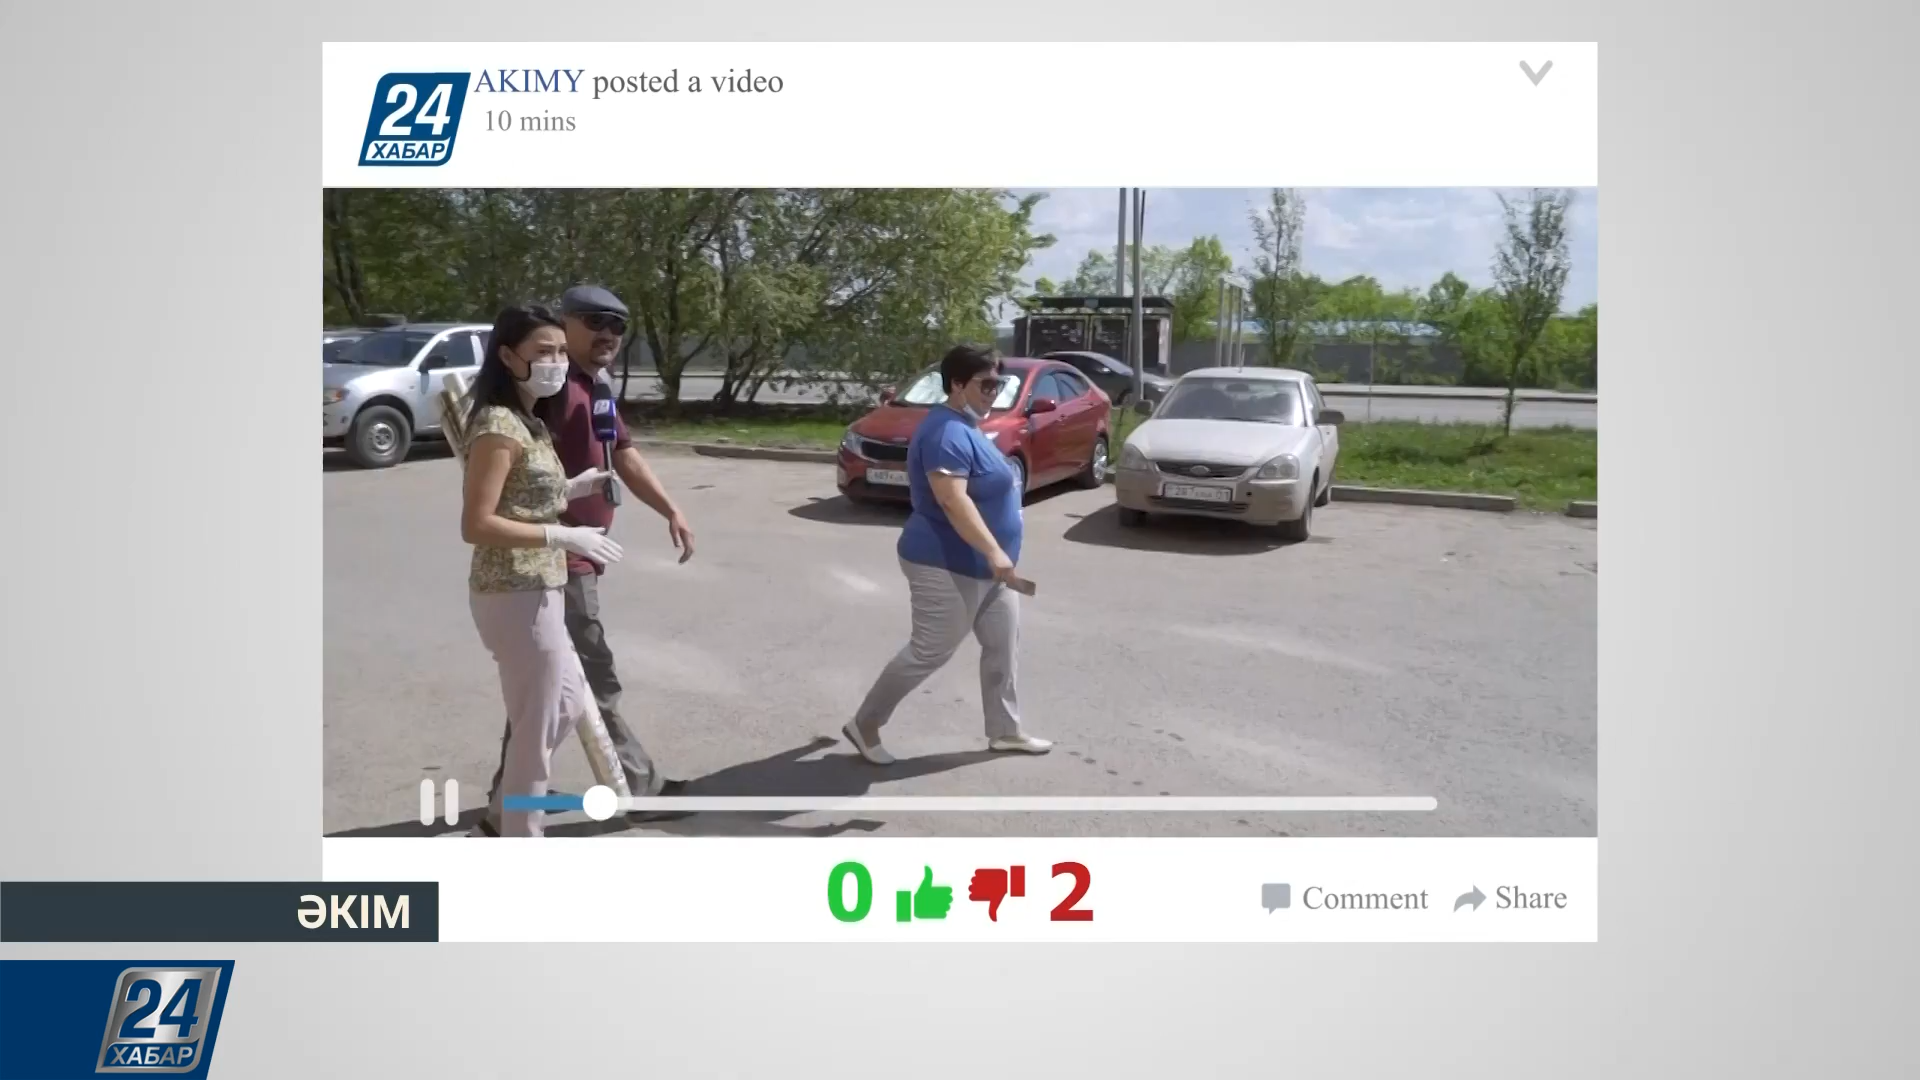 24
ХАБАР
AKIMY posted a video
10 mins
0
2
Comment
Share
ӘКІМ
24
ХАБАР